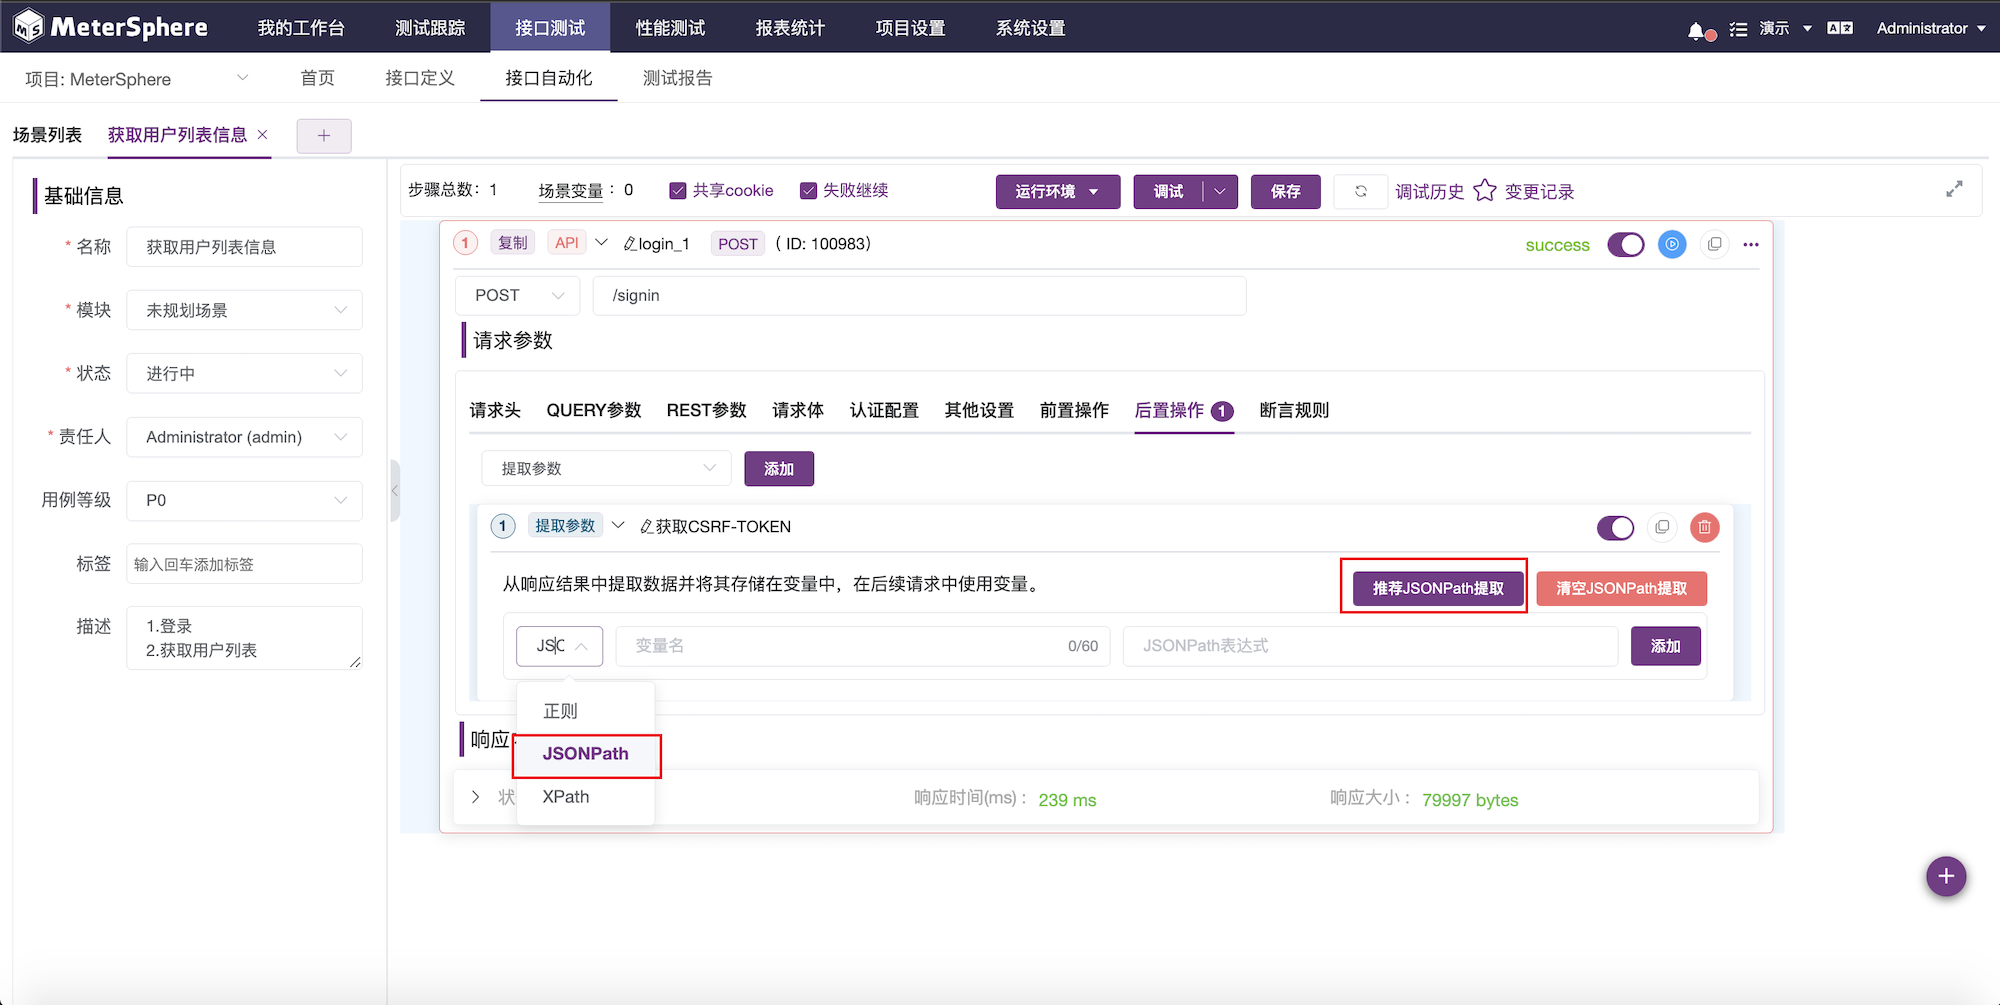 MeterSphere 我的工作台 测试跟踪 接口测试 性能测试 报表统计 项目设置 系统设置 演示 Administrator
项目: MeterSphere 首页 接口定义 接口自动化 测试报告
场景列表 获取用户列表信息
基础信息
* 名称 获取用户列表信息
* 模块 未规划场景
* 状态 进行中
* 责任人 Administrator (admin)
用例等级 P0
标签 输入回车添加标签
描述 1.登录
2.获取用户列表
步骤总数: 1 场景变量 : 0 共享cookie 失败继续 运行环境 调试 保存 调试历史 变更记录
1 复制 API login_1 POST ( ID: 100983) success
POST /signin
请求参数
请求头 QUERY参数 REST参数 请求体 认证配置 其他设置 前置操作 后置操作 1 断言规则
提取参数 添加
1 提取参数 获取CSRF-TOKEN
从响应结果中提取数据并将其存储在变量中，在后续请求中使用变量。 推荐JSONPath提取 清空JSONPath提取
变量名 0/60 JSONPath表达式 添加
正则
JSONPath
XPath
响应
状 响应时间(ms) : 239 ms 响应大小 : 79997 bytes